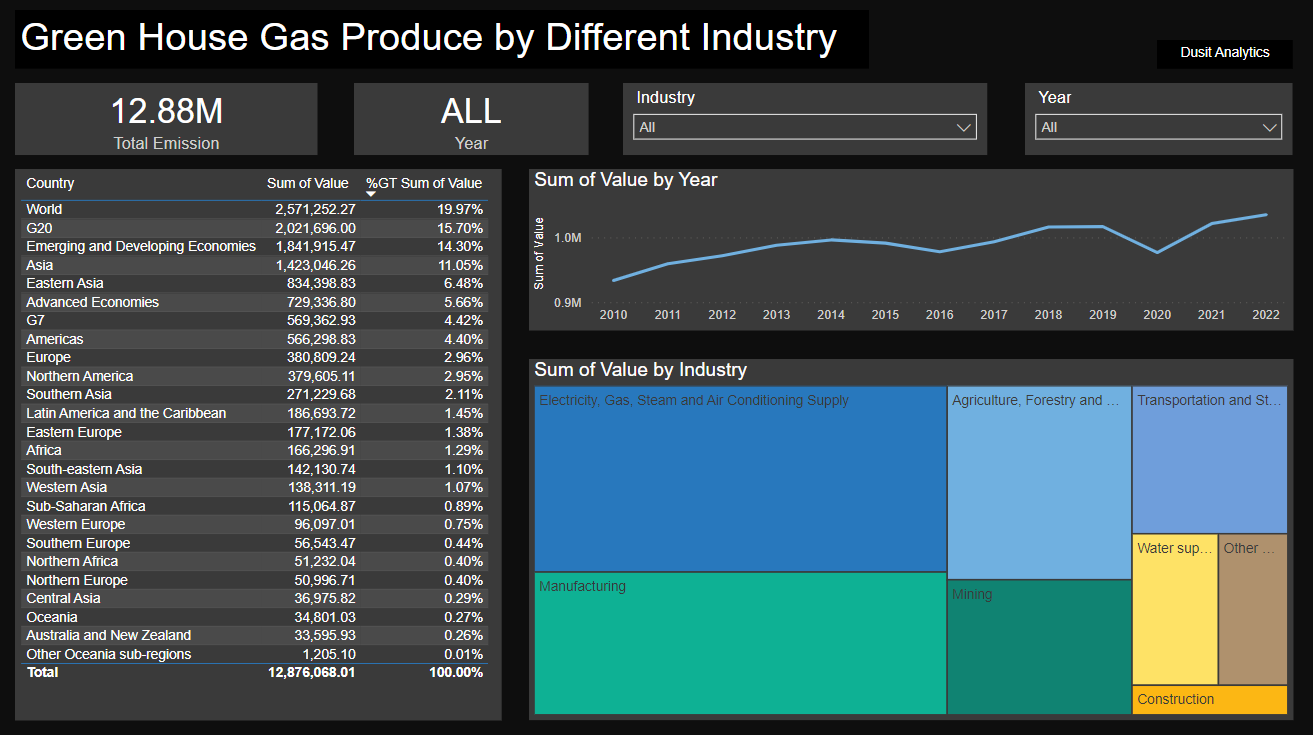 Green House Gas Produce by Different Industry
Dusit Analytics
12.88M
Total Emission
ALL
Year
Industry
All
Year
All
Country Sum of Value %GT Sum of Value
World 2,571,252.27 19.97%
G20 2,021,696.00 15.70%
Emerging and Developing Economies 1,841,915.47 14.30%
Asia 1,423,046.26 11.05%
Eastern Asia 834,398.83 6.48%
Advanced Economies 729,336.80 5.66%
G7 569,362.93 4.42%
Americas 566,298.83 4.40%
Europe 380,809.24 2.96%
Northern America 379,605.11 2.95%
Southern Asia 271,229.68 2.11%
Latin America and the Caribbean 186,693.72 1.45%
Eastern Europe 177,172.06 1.38%
Africa 166,296.91 1.29%
South-eastern Asia 142,130.74 1.10%
Western Asia 138,311.19 1.07%
Sub-Saharan Africa 115,064.87 0.89%
Western Europe 96,097.01 0.75%
Southern Europe 56,543.47 0.44%
Northern Africa 51,232.04 0.40%
Northern Europe 50,996.71 0.40%
Central Asia 36,975.82 0.29%
Oceania 34,801.03 0.27%
Australia and New Zealand 33,595.93 0.26%
Other Oceania sub-regions 1,205.10 0.01%
Total 12,876,068.01 100.00%
Sum of Value by Year
Sum of Value
1.0M
0.9M
2010 2011 2012 2013 2014 2015 2016 2017 2018 2019 2020 2021 2022
Sum of Value by Industry
Electricity, Gas, Steam and Air Conditioning Supply
Agriculture, Forestry and ...
Transportation and St...
Water sup...
Other ...
Manufacturing
Mining
Construction